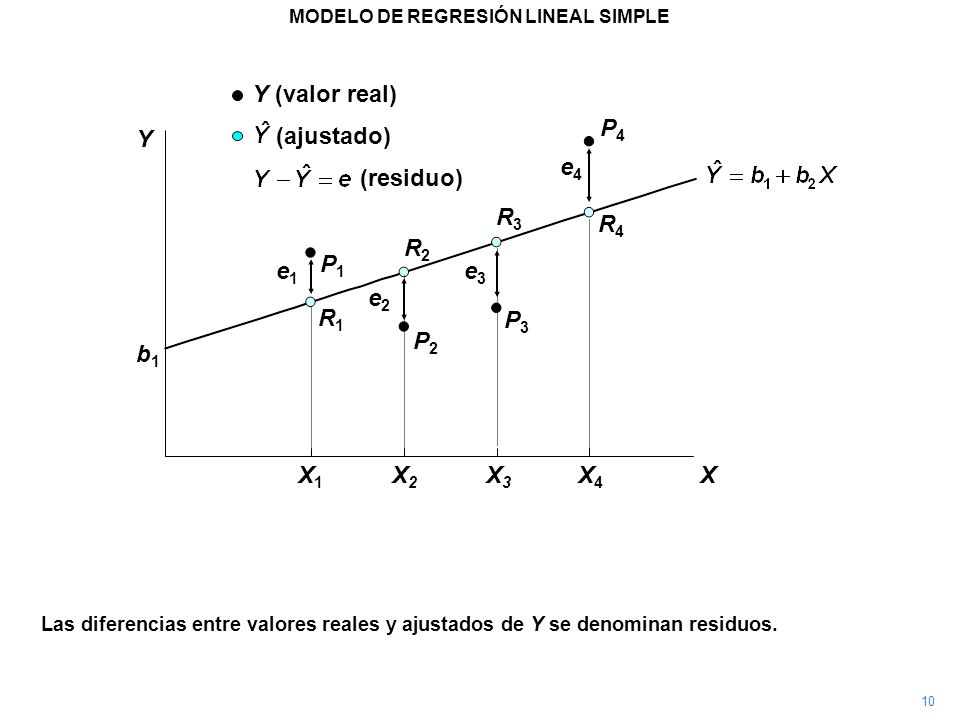 MODELO DE REGRESIÓN LINEAL SIMPLE
Y (valor real)
Ŷ (ajustado)
Y − Ŷ = e (residuo)
Y
P4
e4
Ŷ = b1 + b2 X
R4
R3
R2
P1
e1
e3
e2
R1
P3
P2
b1
X1 X2 X3 X4 X
Las diferencias entre valores reales y ajustados de Y se denominan residuos.
10